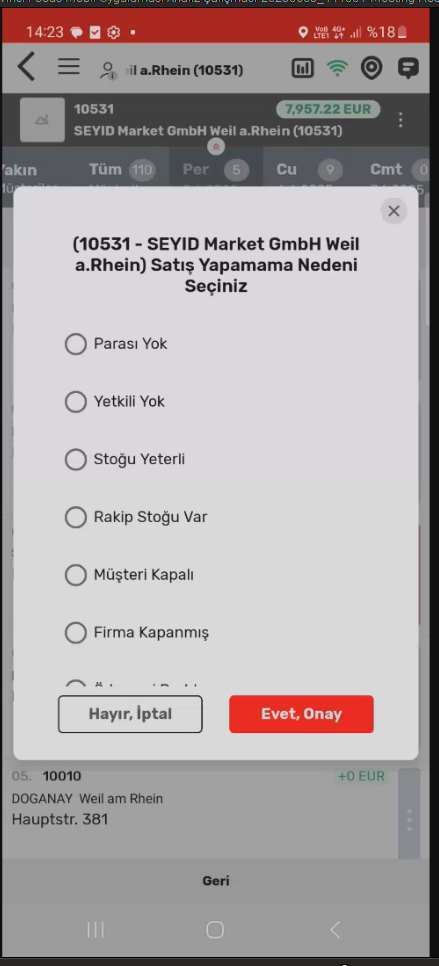 14:23
%18
il a.Rhein (10531)
10531
7,957.22 EUR
SEYID Market GmbH Weil a.Rhein (10531)
Yakın
Tüm 110
Per 5
Cu 9
Cmt 0
(10531 - SEYID Market GmbH Weil
a.Rhein) Satış Yapamama Nedeni
Seçiniz
Parası Yok
Yetkili Yok
Stoğu Yeterli
Rakip Stoğu Var
Müşteri Kapalı
Firma Kapanmış
Hayır, İptal
Evet, Onay
05. 10010
+0 EUR
DOGANAY Weil am Rhein
Hauptstr. 381
Geri